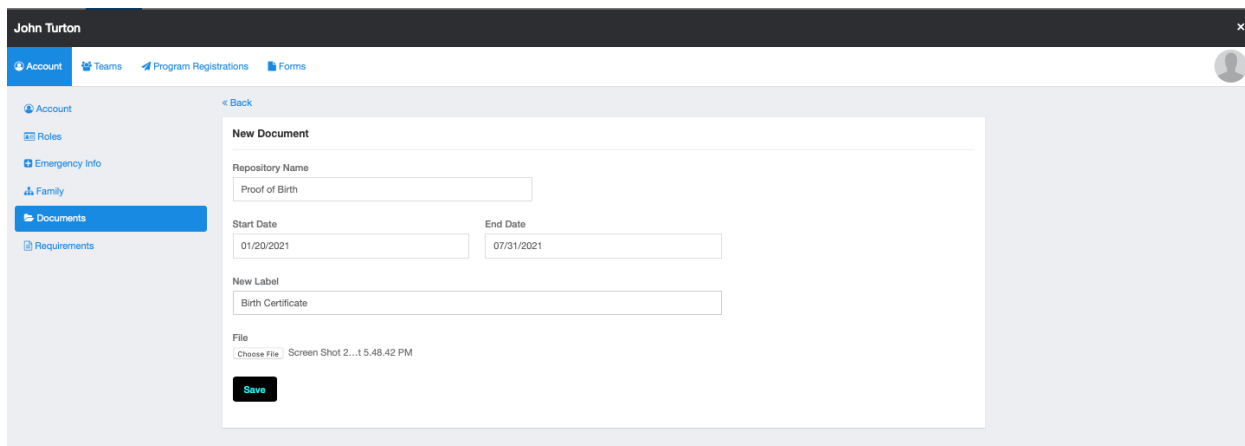 John Turton ×
Account Teams Program Registrations Forms
Account
Roles
Emergency Info
Family
Documents
Requirements
« Back
New Document
Repository Name
Proof of Birth
Start Date End Date
01/20/2021 07/31/2021
New Label
Birth Certificate
File
Choose File Screen Shot 2...t 5.48.42 PM
Save